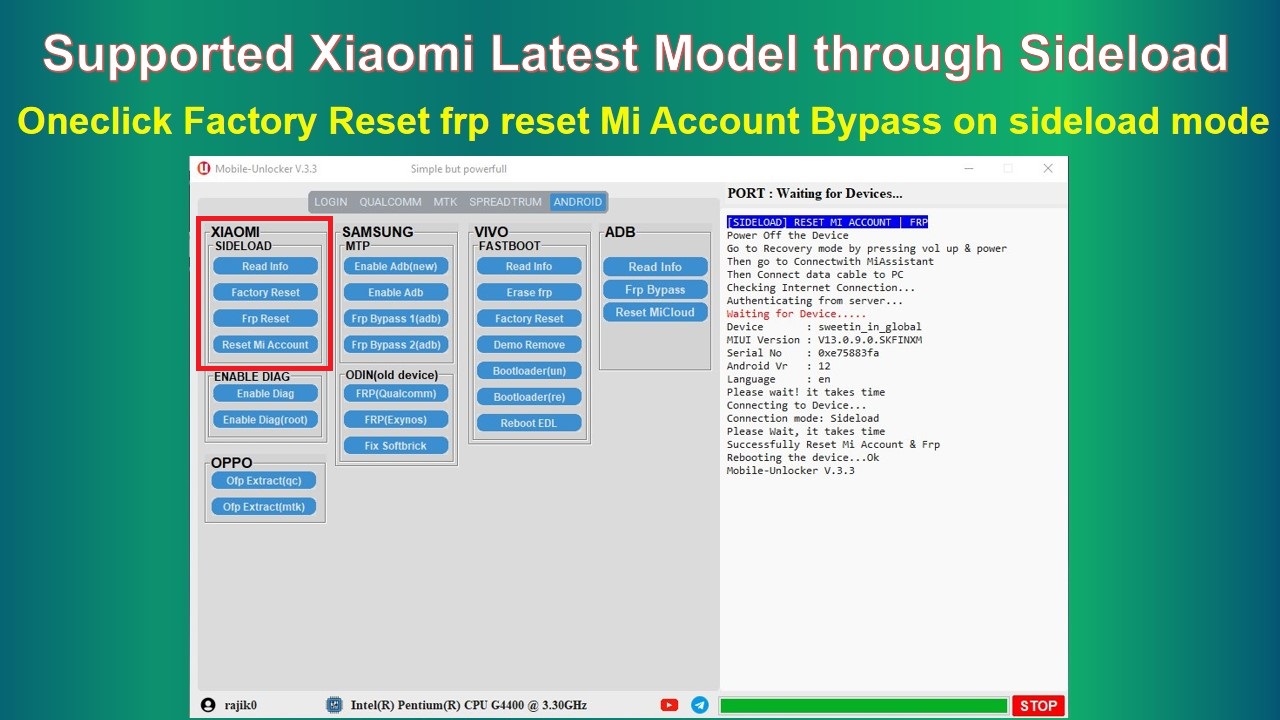 Supported Xiaomi Latest Model through Sideload
Oneclick Factory Reset frp reset Mi Account Bypass on sideload mode
Mobile-Unlocker V.3.3
Simple but powerfull
LOGIN QUALCOMM MTK SPREADTRUM ANDROID
XIAOMI
SIDELOAD
Read Info
Factory Reset
Frp Reset
Reset Mi Account
ENABLE DIAG
Enable Diag
Enable Diag(root)
OPPO
Ofp Extract(qc)
Ofp Extract(mtk)
SAMSUNG
MTP
Enable Adb(new)
Enable Adb
Frp Bypass 1(adb)
Frp Bypass 2(adb)
ODIN(old device)
FRP(Qualcomm)
FRP(Exynos)
Fix Softbrick
VIVO
FASTBOOT
Read Info
Erase frp
Factory Reset
Demo Remove
Bootloader(un)
Bootloader(re)
Reboot EDL
ADB
Read Info
Frp Bypass
Reset MiCloud
PORT : Waiting for Devices...
[SIDELOAD] RESET MI ACCOUNT | FRP
Power Off the Device
Go to Recovery mode by pressing vol up & power
Then go to Connectwith MiAssistant
Then Connect data cable to PC
Checking Internet Connection...
Authenticating from server...
Waiting for Device.....
Device : sweetin_in_global
MIUI Version : V13.0.9.0.SKFINXM
Serial No : 0xe75883fa
Android Vr : 12
Language : en
Please wait! it takes time
Connecting to Device...
Connection mode: Sideload
Please Wait, it takes time
Successfully Reset Mi Account & Frp
Rebooting the device...Ok
Mobile-Unlocker V.3.3
rajik0
Intel(R) Pentium(R) CPU G4400 @ 3.30GHz
STOP